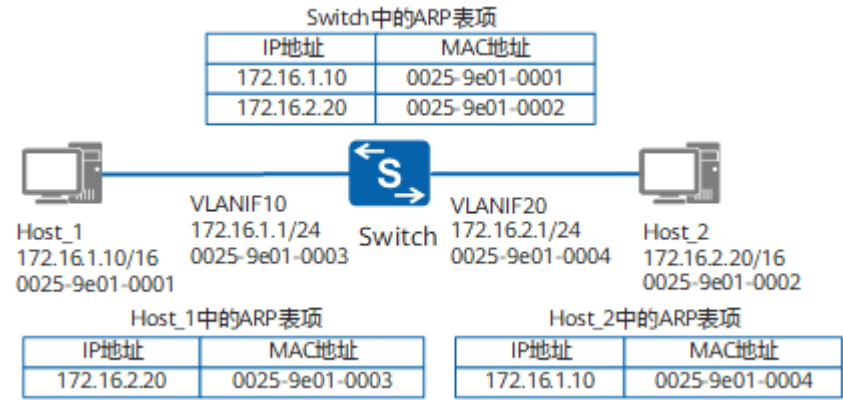 Switch中的ARP表项
IP地址 MAC地址
172.16.1.10 0025-9e01-0001
172.16.2.20 0025-9e01-0002
S
VLANIF10
172.16.1.1/24
0025-9e01-0003
Switch
VLANIF20
172.16.2.1/24
0025-9e01-0004
Host_1
172.16.1.10/16
0025-9e01-0001
Host_2
172.16.2.20/16
0025-9e01-0002
Host_1中的ARP表项
IP地址 MAC地址
172.16.2.20 0025-9e01-0003
Host_2中的ARP表项
IP地址 MAC地址
172.16.1.10 0025-9e01-0004